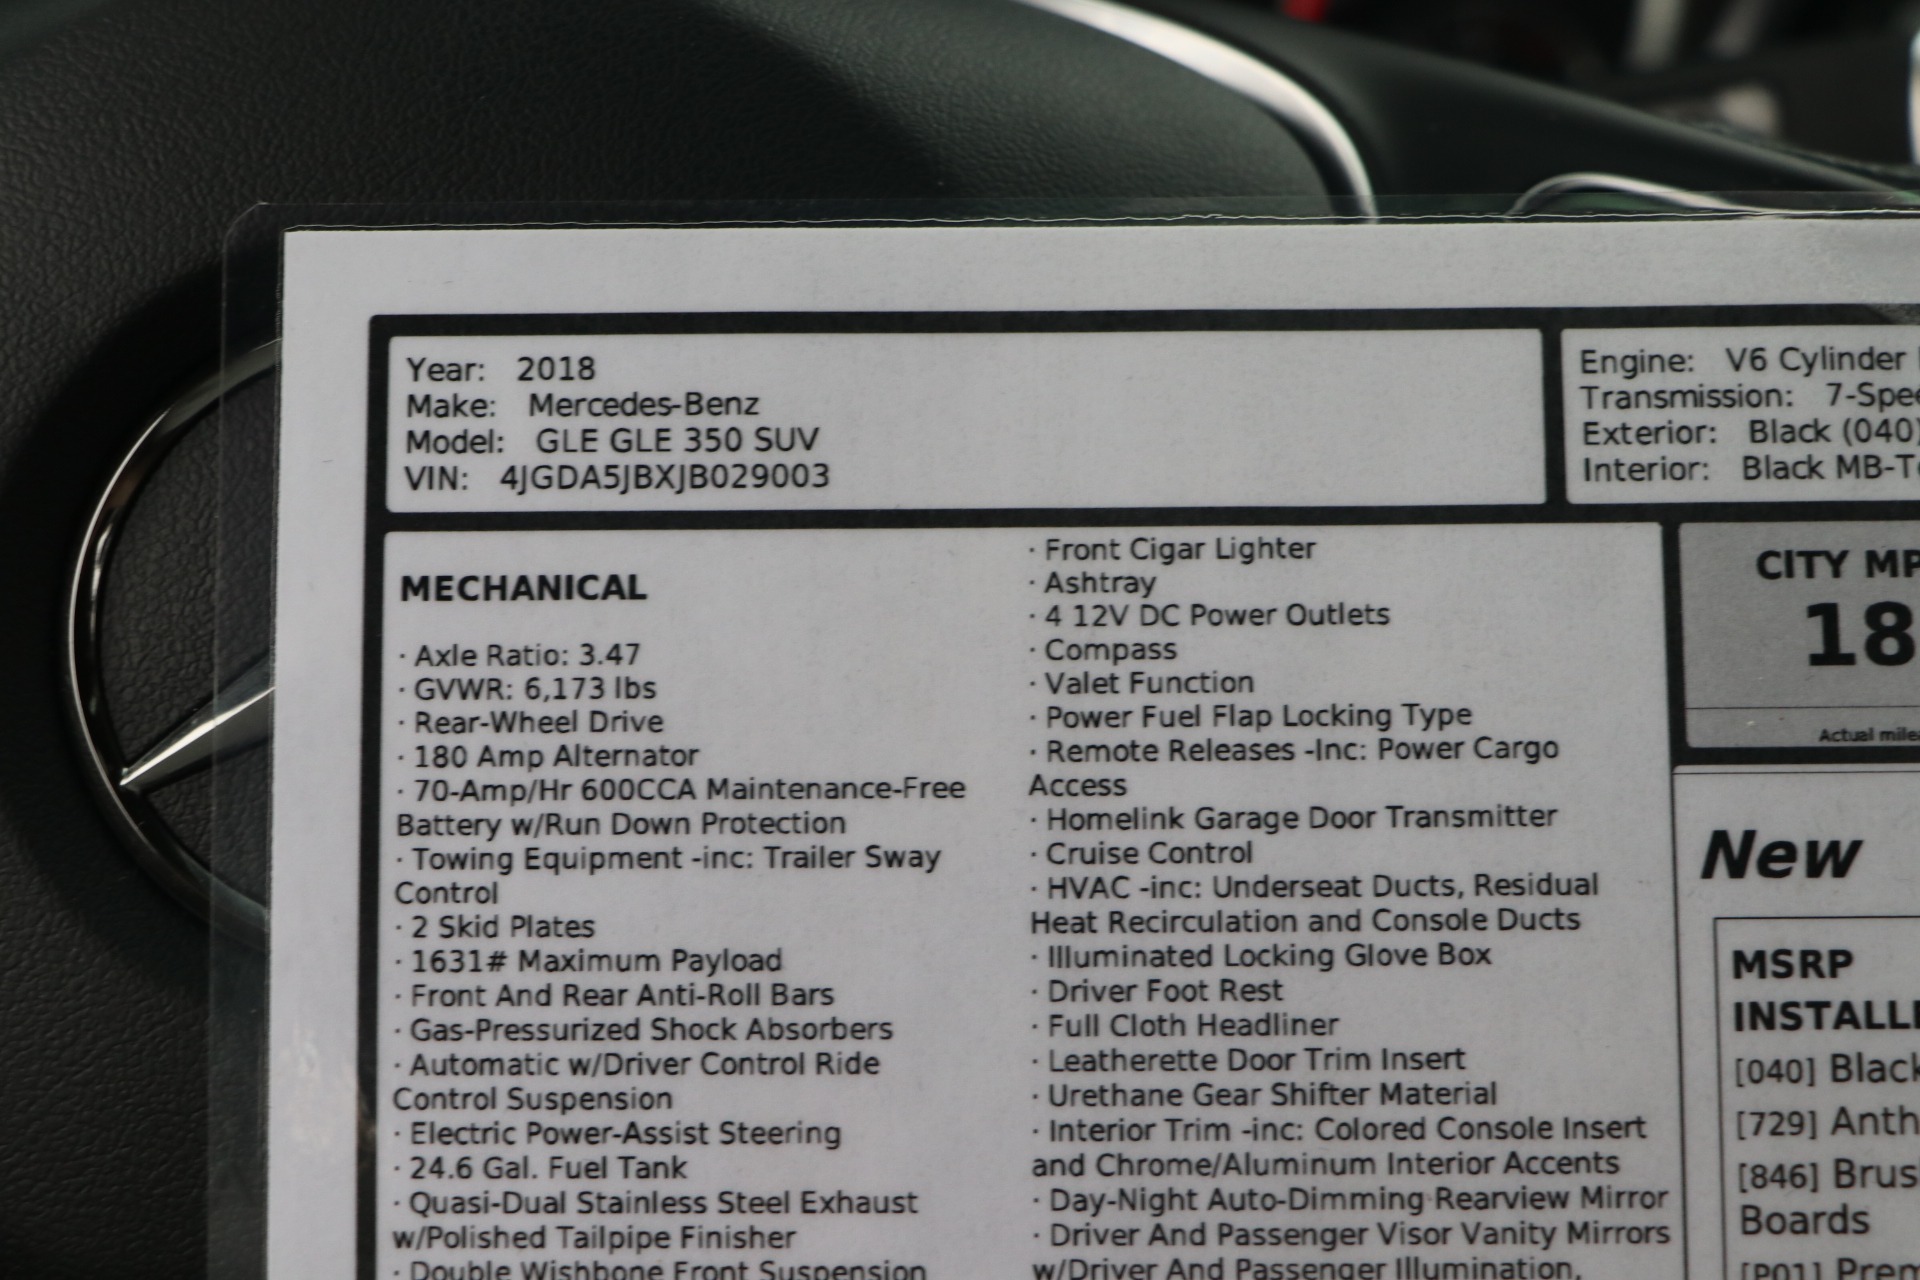 Year: 2018
Make: Mercedes-Benz
Model: GLE GLE 350 SUV
VIN: 4JGDA5JBXJB029003
Engine: V6 Cylinder
Transmission: 7-Spee
Exterior: Black (040)
Interior: Black MB-T
MECHANICAL
· Axle Ratio: 3.47
· GVWR: 6,173 lbs
· Rear-Wheel Drive
· 180 Amp Alternator
· 70-Amp/Hr 600CCA Maintenance-Free
Battery w/Run Down Protection
· Towing Equipment -inc: Trailer Sway
Control
· 2 Skid Plates
· 1631# Maximum Payload
· Front And Rear Anti-Roll Bars
· Gas-Pressurized Shock Absorbers
· Automatic w/Driver Control Ride
Control Suspension
· Electric Power-Assist Steering
· 24.6 Gal. Fuel Tank
· Quasi-Dual Stainless Steel Exhaust
w/Polished Tailpipe Finisher
· Double Wishbone Front Suspension
· Front Cigar Lighter
· Ashtray
· 4 12V DC Power Outlets
· Compass
· Valet Function
· Power Fuel Flap Locking Type
· Remote Releases -Inc: Power Cargo
Access
· Homelink Garage Door Transmitter
· Cruise Control
· HVAC -inc: Underseat Ducts, Residual
Heat Recirculation and Console Ducts
· Illuminated Locking Glove Box
· Driver Foot Rest
· Full Cloth Headliner
· Leatherette Door Trim Insert
· Urethane Gear Shifter Material
· Interior Trim -inc: Colored Console Insert
and Chrome/Aluminum Interior Accents
· Day-Night Auto-Dimming Rearview Mirror
· Driver And Passenger Visor Vanity Mirrors
w/Driver And Passenger Illumination,
CITY MP
18
Actual milea
New
MSRP
INSTALL
[040] Black
[729] Anth
[846] Brus
Boards
[P01] Prem